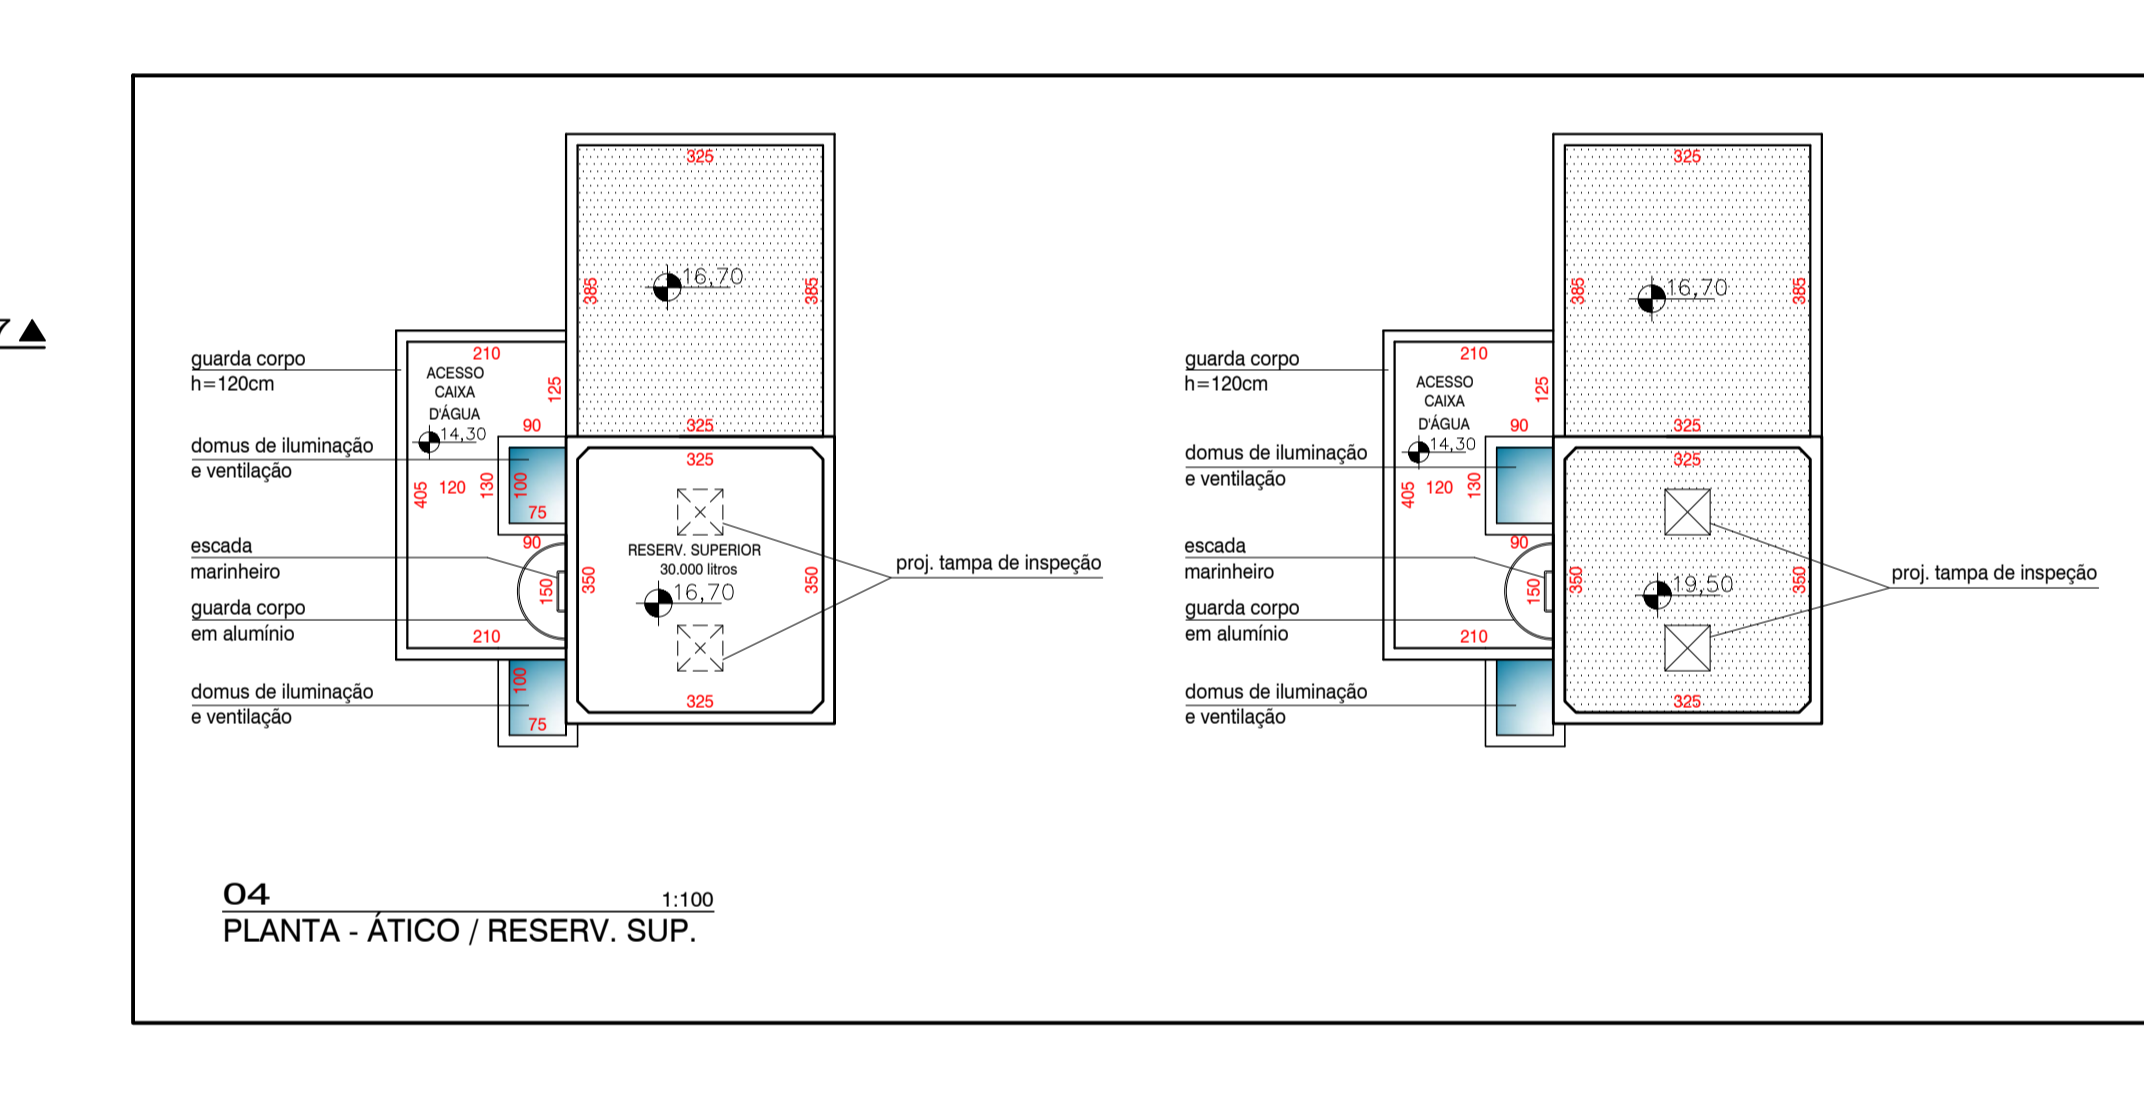 7
325
385
16,70
385
325
guarda corpo
h=120cm
210
ACESSO
CAIXA
D'ÁGUA
14,30
125
90
domus de iluminação
e ventilação
405
120
130
100
75
325
escada
marinheiro
90
RESERV. SUPERIOR
30.000 litros
16,70
350
350
150
proj. tampa de inspeção
guarda corpo
em alumínio
210
domus de iluminação
e ventilação
100
75
325
325
385
16,70
385
325
guarda corpo
h=120cm
210
ACESSO
CAIXA
D'ÁGUA
14,30
125
90
domus de iluminação
e ventilação
405
120
130
325
escada
marinheiro
90
350
19,50
350
150
proj. tampa de inspeção
guarda corpo
em alumínio
210
domus de iluminação
e ventilação
325
04
1:100
PLANTA - ÁTICO / RESERV. SUP.